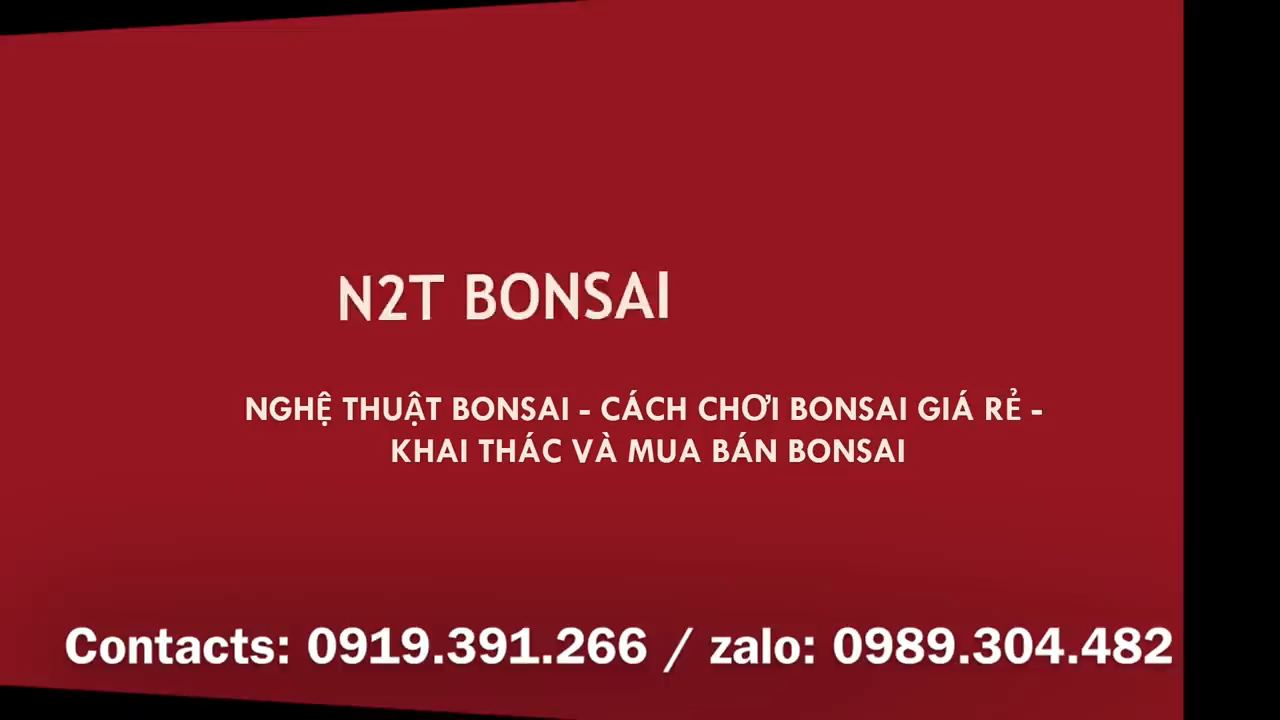 N2T BONSAI
NGHỆ THUẬT BONSAI - CÁCH CHƠI BONSAI GIÁ RẺ -
KHAI THÁC VÀ MUA BÁN BONSAI
Contacts: 0919.391.266 / zalo: 0989.304.482